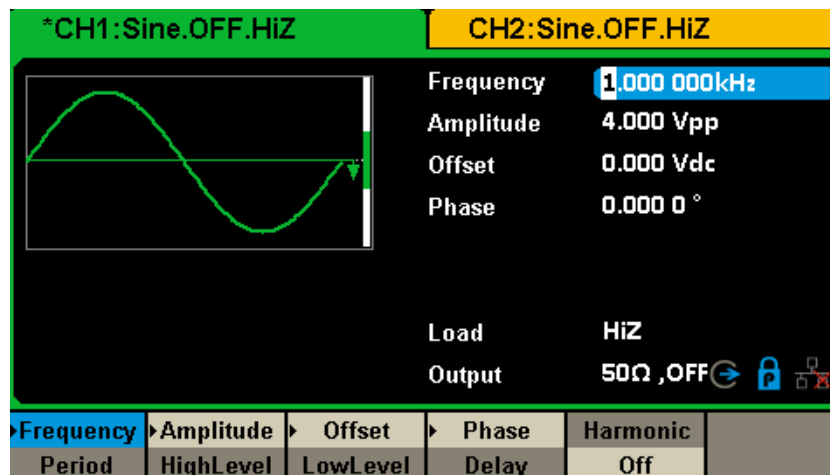 *CH1:Sine.OFF.HiZ
CH2:Sine.OFF.HiZ
Frequency 1.000 000kHz
Amplitude 4.000 Vpp
Offset 0.000 Vdc
Phase 0.000 0 °
Load HiZ
Output 50Ω ,OFF P
Frequency Amplitude Offset Phase Harmonic
Period HighLevel LowLevel Delay Off